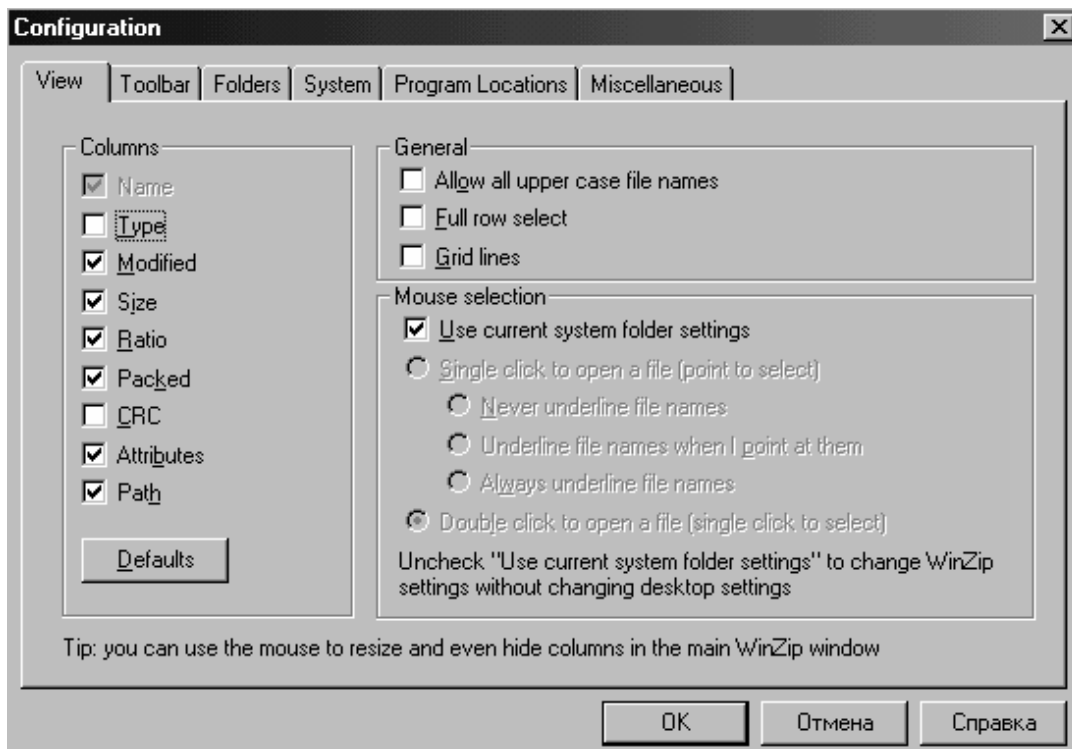 Configuration
View Toolbar Folders System Program Locations Miscellaneous
Columns
Name
Type
Modified
Size
Ratio
Packed
CRC
Attributes
Path
Defaults
General
Allow all upper case file names
Full row select
Grid lines
Mouse selection
Use current system folder settings
Single click to open a file (point to select)
Never underline file names
Underline file names when I point at them
Always underline file names
Double click to open a file (single click to select)
Uncheck "Use current system folder settings" to change WinZip
settings without changing desktop settings
Tip: you can use the mouse to resize and even hide columns in the main WinZip window
OK Отмена Справка